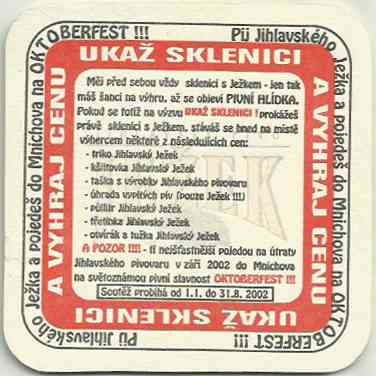 Pij Jihlavského Ježka a pojedeš do Mnichova na OKTOBERFEST !!!
Pij Jihlavského Ježka a pojedeš do Mnichova na OKTOBERFEST !!!
UKAŽ SKLENICI
A VYHRAJ CENU
UKAŽ SKLENICI
A VYHRAJ CENU
Měj před sebou vždy sklenici s Ježkem - jen tak
máš šanci na výhru, až se objeví PIVNÍ HLÍDKA.
Pokud se totiž na výzvu UKAŽ SKLENICI ! prokážeš
právě sklenicí s Ježkem, stáváš se hned na místě
výhercem některé z následujících cen:
- triko Jihlavský Ježek
- kšiltovka Jihlavský Ježek
- taška s výrobky Jihlavského pivovaru
- úhrada vypitých piv (pouze Ježek !!!)
- půllitr Jihlavský Ježek
- třetinka Jihlavský Ježek
- otvírák a tužka Jihlavský Ježek
A POZOR !!!! - tí nejšťastnější pojedou na útraty
Jihlavského pivovaru v září 2002 do Mnichova
na světoznámou pivní slavnost OKTOBERFEST !!!
Soutěž probíhá od 1.1. do 31.8. 2002